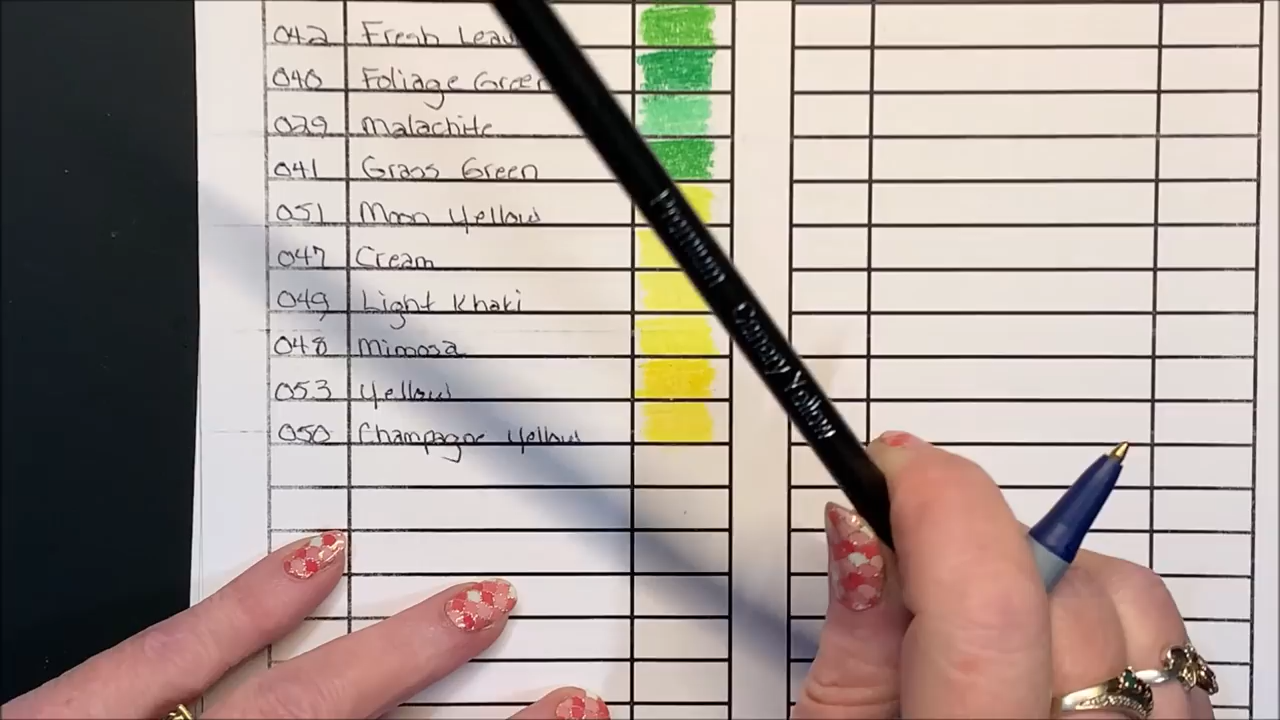 042 Fresh Leav
040 Foliage Green
029 Malachite
041 Grass Green
051 Moon Yellow
047 Cream
049 Light Khaki
048 Mimosa
053 Yellow
050 Champagne Yellow
Premium Canary Yellow